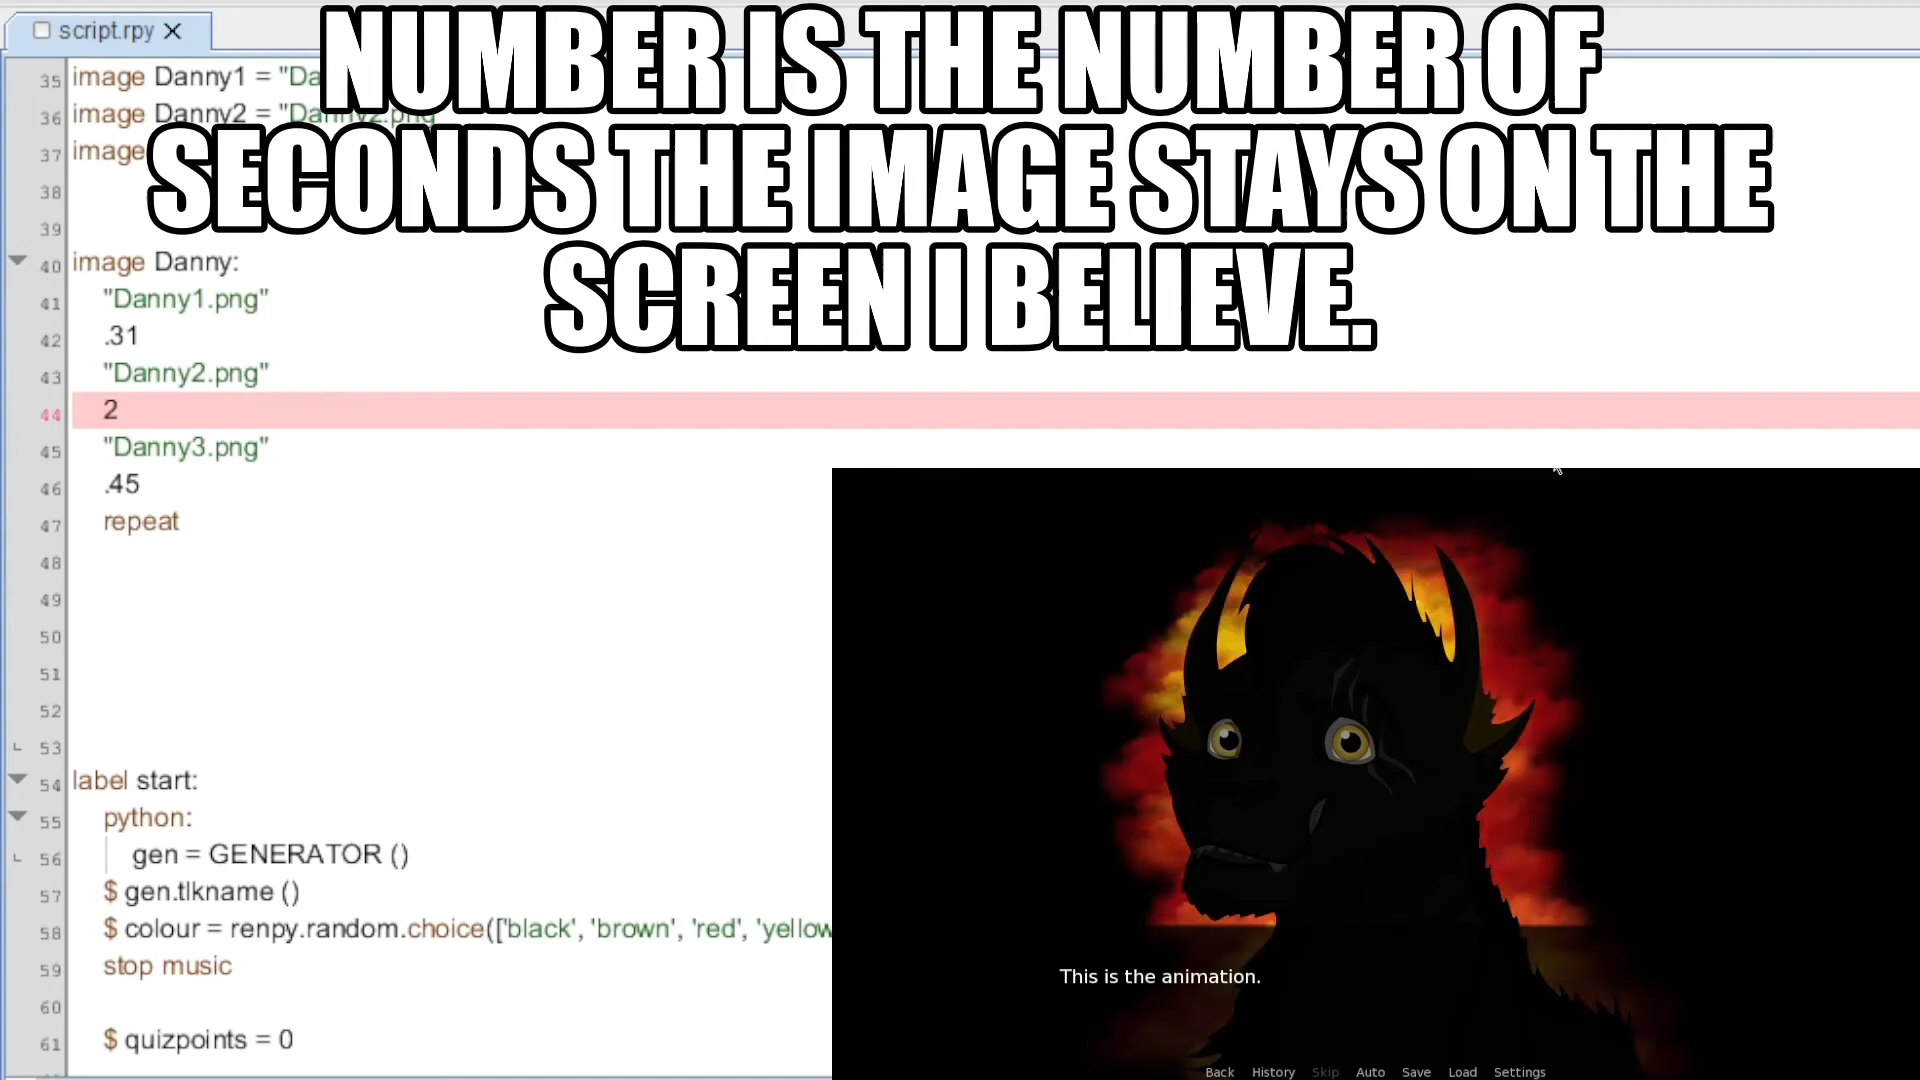 script.rpy
NUMBER IS THE NUMBER OF
SECONDS THE IMAGE STAYS ON THE
SCREEN I BELIEVE.
35 image Danny1 = "Da
36 image Danny2 = "Danny2.png"
37 image
38
39
40 image Danny:
41 "Danny1.png"
42 .31
43 "Danny2.png"
44 2
45 "Danny3.png"
46 .45
47 repeat
48
49
50
51
52
53
54 label start:
55 python:
56 gen = GENERATOR ()
57 $ gen.tlkname ()
58 $ colour = renpy.random.choice(['black', 'brown', 'red', 'yellow
59 stop music
60
61 $ quizpoints = 0
This is the animation.
Back History Skip Auto Save Load Settings